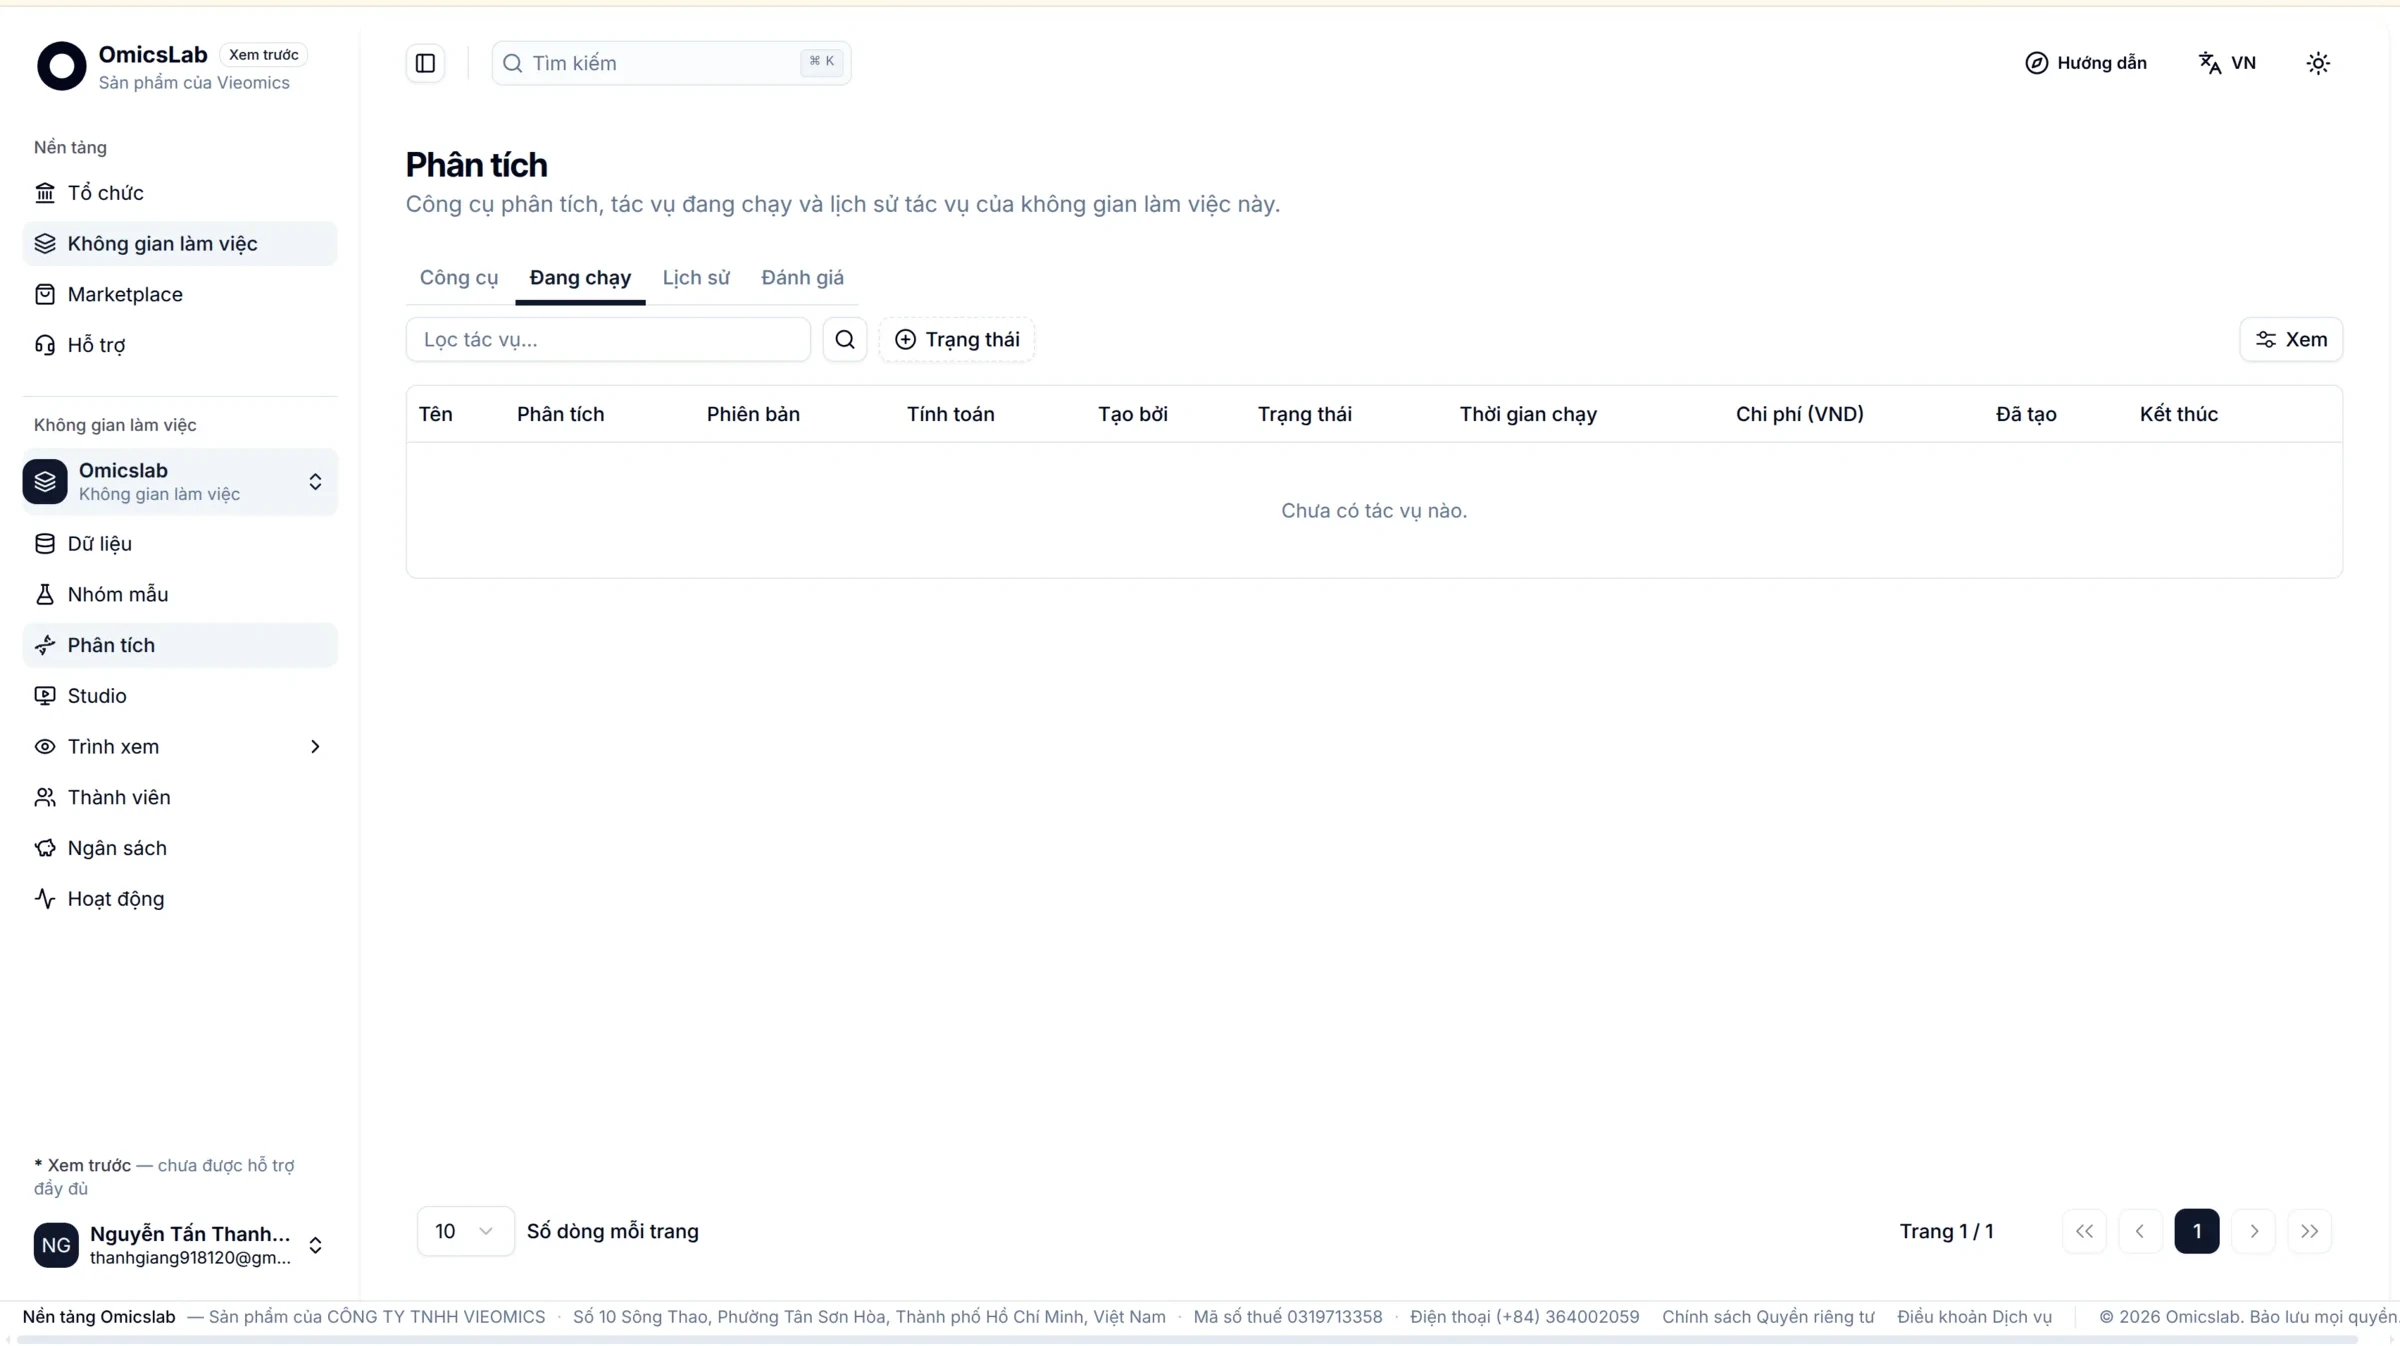 OmicsLab Xem trước
Sản phẩm của Vieomics
Nền tảng
Tổ chức
Không gian làm việc
Marketplace
Hỗ trợ
Không gian làm việc
Omicslab
Không gian làm việc
Dữ liệu
Nhóm mẫu
Phân tích
Studio
Trình xem
Thành viên
Ngân sách
Hoạt động
* Xem trước — chưa được hỗ trợ
đầy đủ
NG
Nguyễn Tấn Thanh...
thanhgiang918120@gm...
Tìm kiếm ⌘ K
Hướng dẫn VN
Phân tích
Công cụ phân tích, tác vụ đang chạy và lịch sử tác vụ của không gian làm việc này.
Công cụ Đang chạy Lịch sử Đánh giá
Lọc tác vụ... Trạng thái Xem
Tên Phân tích Phiên bản Tính toán Tạo bởi Trạng thái Thời gian chạy Chi phí (VND) Đã tạo Kết thúc
Chưa có tác vụ nào.
10 Số dòng mỗi trang Trang 1 / 1 1
Nền tảng Omicslab — Sản phẩm của CÔNG TY TNHH VIEOMICS · Số 10 Sông Thao, Phường Tân Sơn Hòa, Thành phố Hồ Chí Minh, Việt Nam · Mã số thuế 0319713358 · Điện thoại (+84) 364002059 Chính sách Quyền riêng tư Điều khoản Dịch vụ © 2026 Omicslab. Bảo lưu mọi quyền.